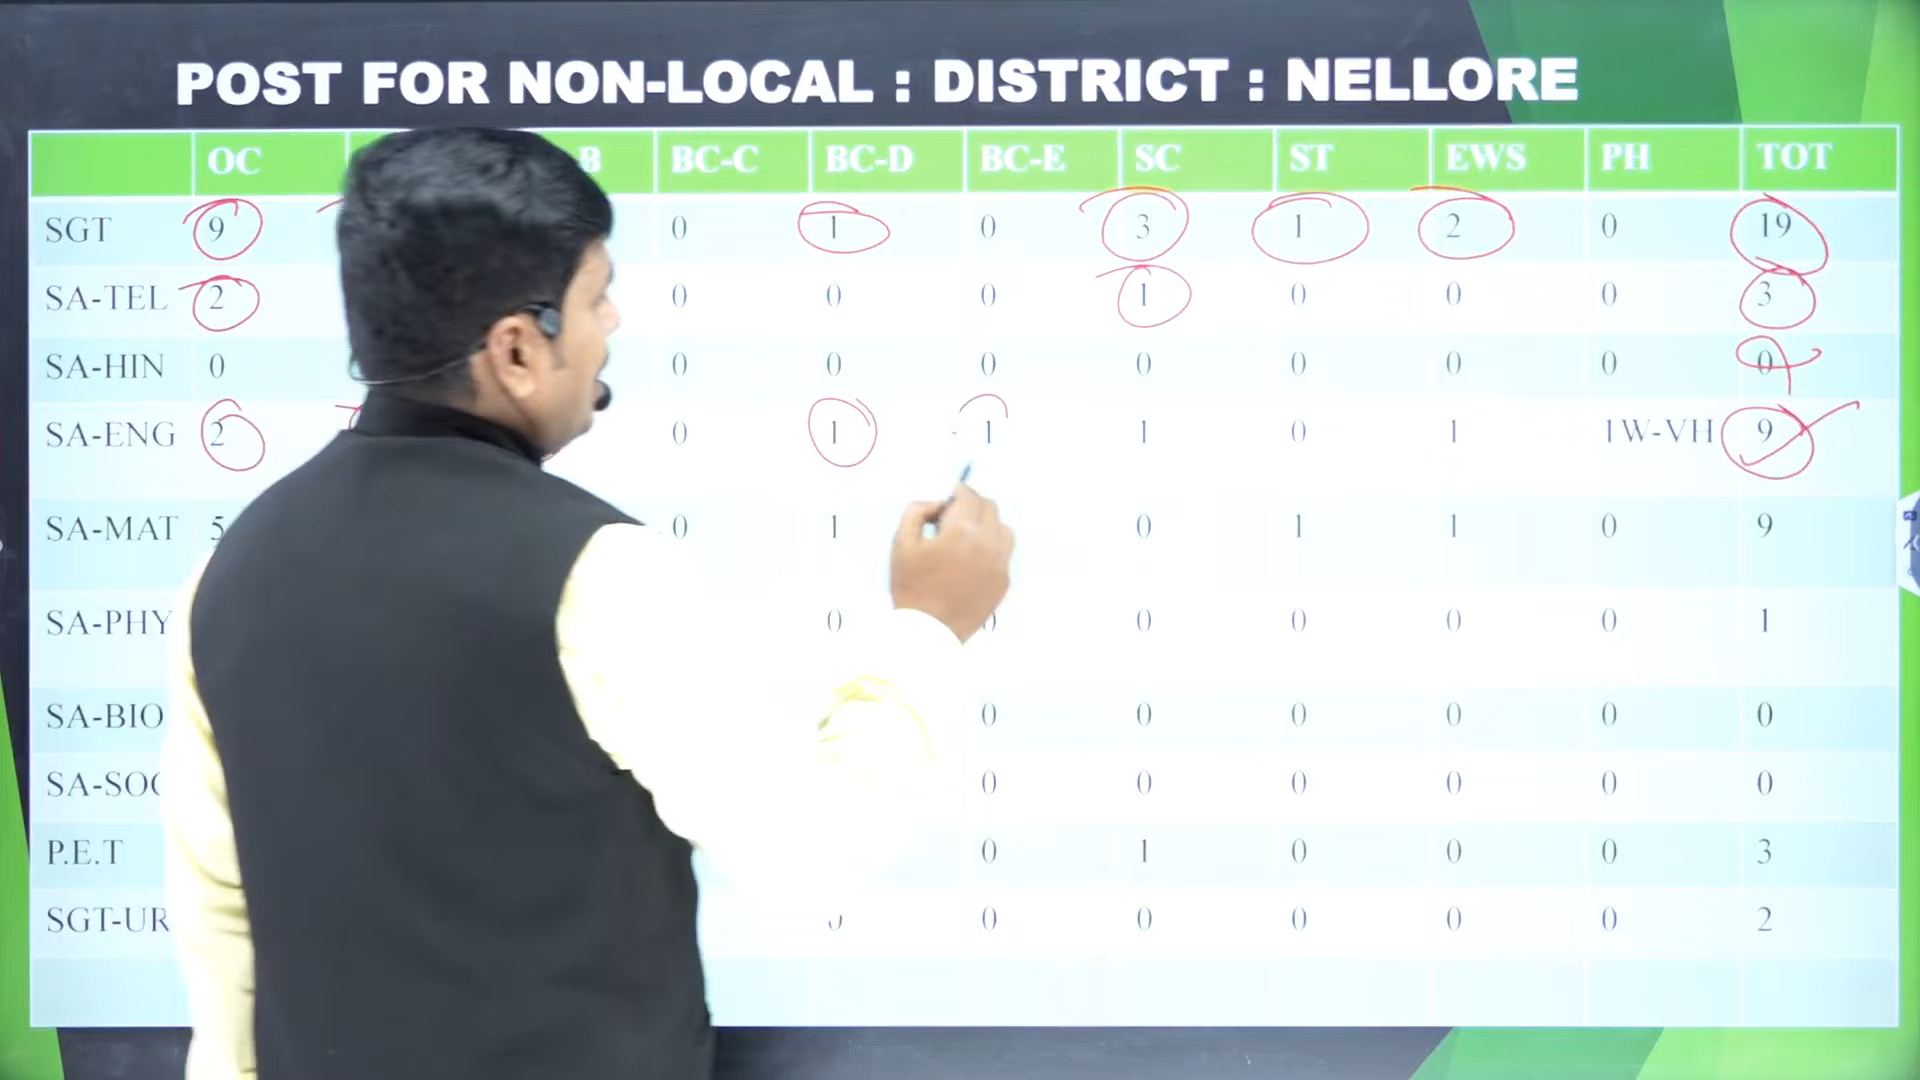 POST FOR NON-LOCAL : DISTRICT : NELLORE
OC B BC-C BC-D BC-E SC ST EWS PH TOT
SGT 9 0 1 0 3 1 2 0 19
SA-TEL 2 0 0 0 1 0 0 0 3
SA-HIN 0 0 0 0 0 0 0 0 0
SA-ENG 2 0 1 1 1 0 1 1W-VH 9
SA-MAT 5 0 1 0 1 1 0 9
SA-PHY 0 0 0 0 0 0 1
SA-BIO 0 0 0 0 0 0
SA-SOC 0 0 0 0 0 0
P.E.T 0 1 0 0 0 3
SGT-UR 0 0 0 0 0 2